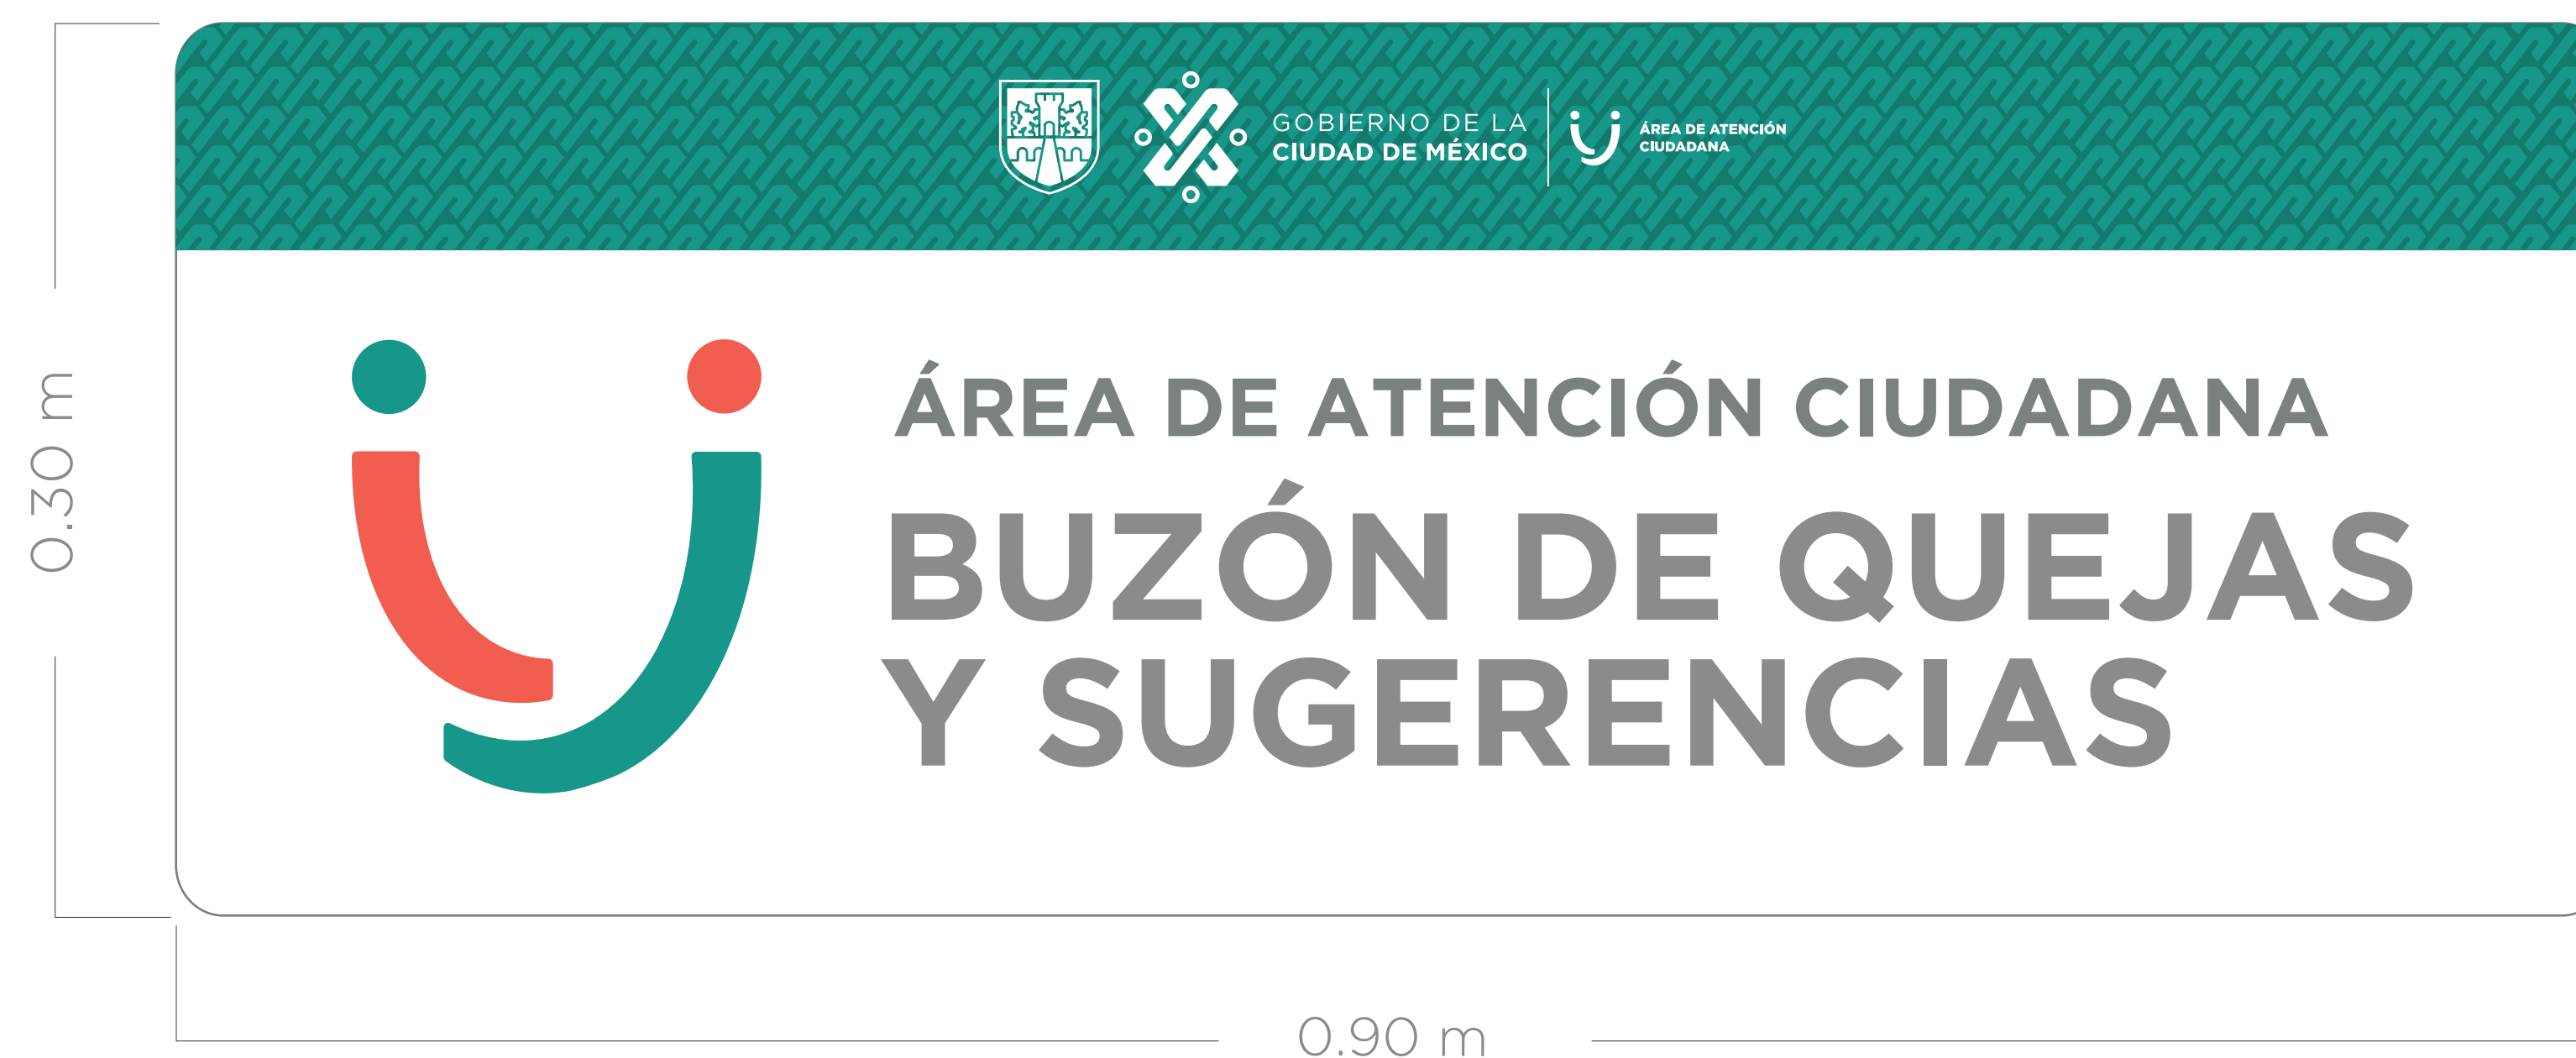 GOBIERNO DE LA
CIUDAD DE MÉXICO
ÁREA DE ATENCIÓN
CIUDADANA
0.30 m
ÁREA DE ATENCIÓN CIUDADANA
BUZÓN DE QUEJAS
Y SUGERENCIAS
0.90 m